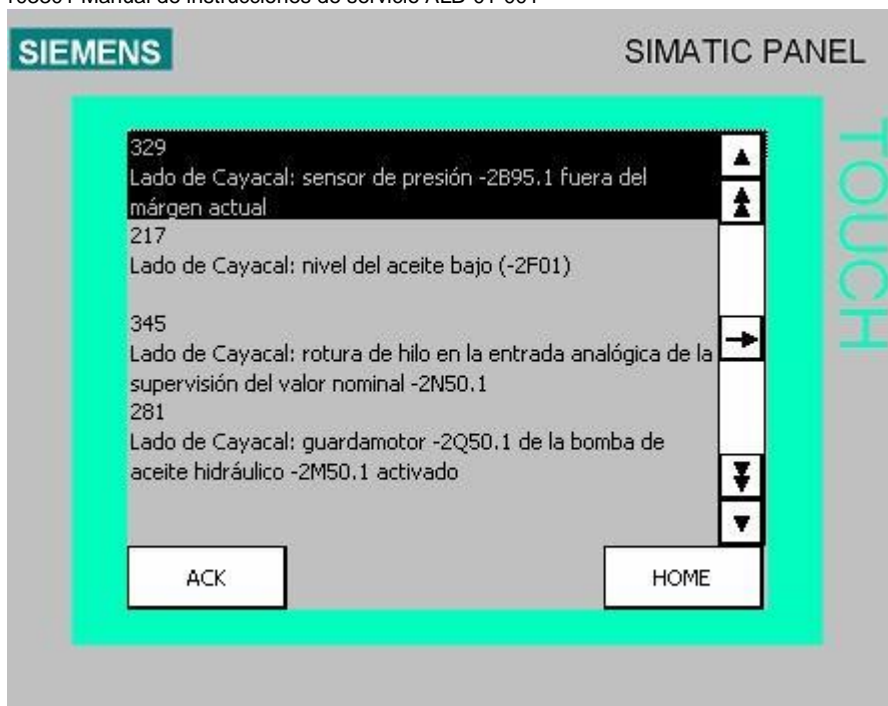 SIEMENS
SIMATIC PANEL
TOUCH
329
Lado de Cayacal: sensor de presión -2B95.1 fuera del
márgen actual
217
Lado de Cayacal: nivel del aceite bajo (-2F01)
345
Lado de Cayacal: rotura de hilo en la entrada analógica de la
supervisión del valor nominal -2N50.1
281
Lado de Cayacal: guardamotor -2Q50.1 de la bomba de
aceite hidráulico -2M50.1 activado
ACK
HOME